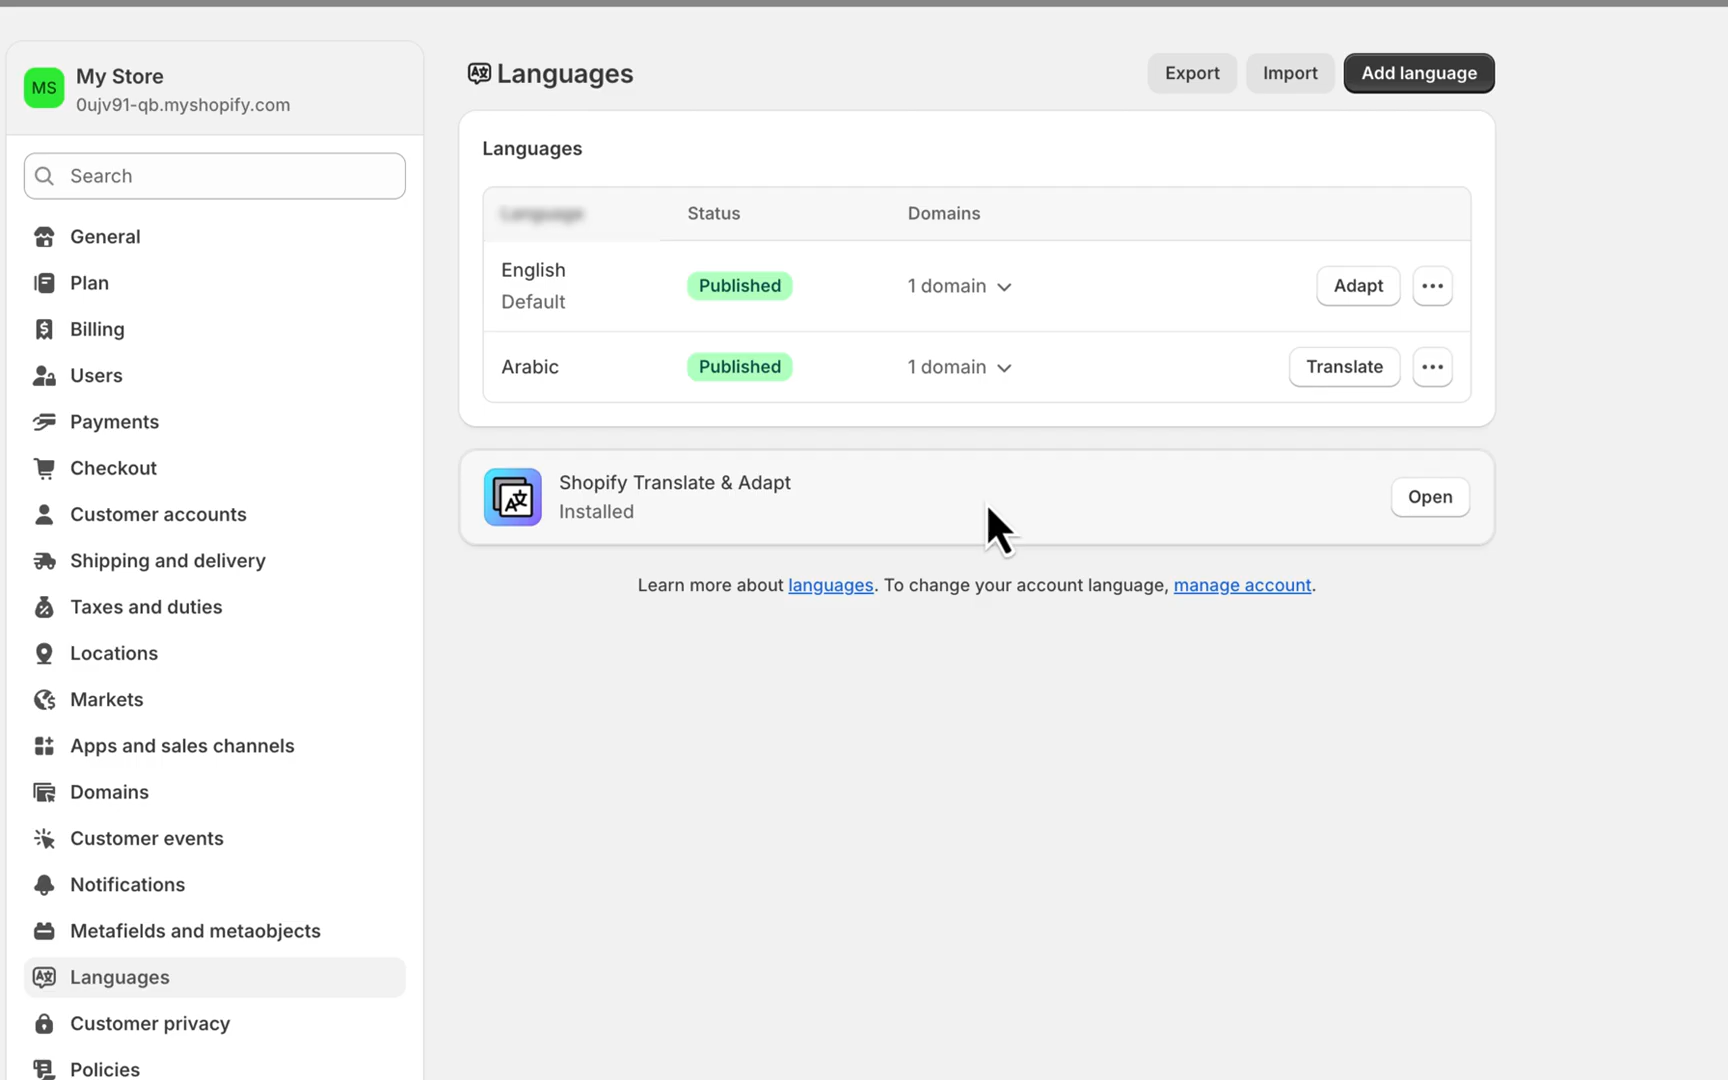 MS
My Store
0ujv91-qb.myshopify.com
Search
General
Plan
Billing
Users
Payments
Checkout
Customer accounts
Shipping and delivery
Taxes and duties
Locations
Markets
Apps and sales channels
Domains
Customer events
Notifications
Metafields and metaobjects
Languages
Customer privacy
Policies
Languages
Export
Import
Add language
Languages
Status
Domains
English
Default
Published
1 domain
Adapt
Arabic
Published
1 domain
Translate
Shopify Translate & Adapt
Installed
Open
Learn more about languages. To change your account language, manage account.